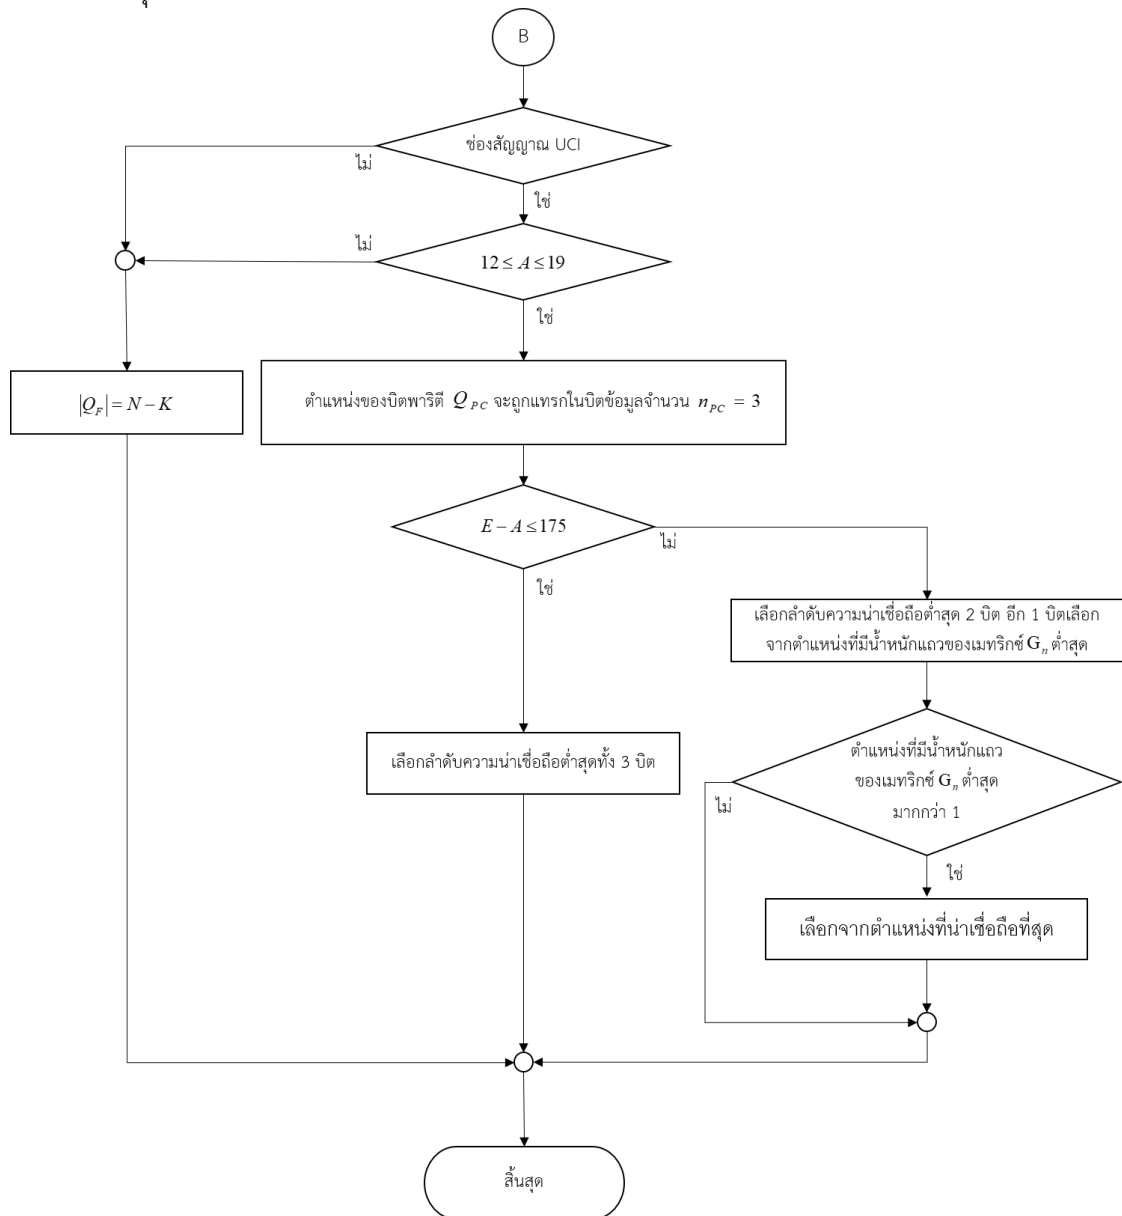 B
ช่องสัญญาณ UCI
ไม่
ใช่
ไม่
12 ≤ A ≤ 19
ใช่
|Q_F| = N − K
ตำแหน่งของบิตพาริตี Q_PC จะถูกแทรกในบิตข้อมูลจำนวน n_PC = 3
E − A ≤ 175
ไม่
ใช่
เลือกลำดับความน่าเชื่อถือต่ำสุด 2 บิต อีก 1 บิตเลือก
จากตำแหน่งที่มีน้ำหนักแถวของเมทริกซ์ G_n ต่ำสุด
เลือกลำดับความน่าเชื่อถือต่ำสุดทั้ง 3 บิต
ตำแหน่งที่มีน้ำหนักแถว
ของเมทริกซ์ G_n ต่ำสุด
มากกว่า 1
ไม่
ใช่
เลือกจากตำแหน่งที่น่าเชื่อถือที่สุด
สิ้นสุด